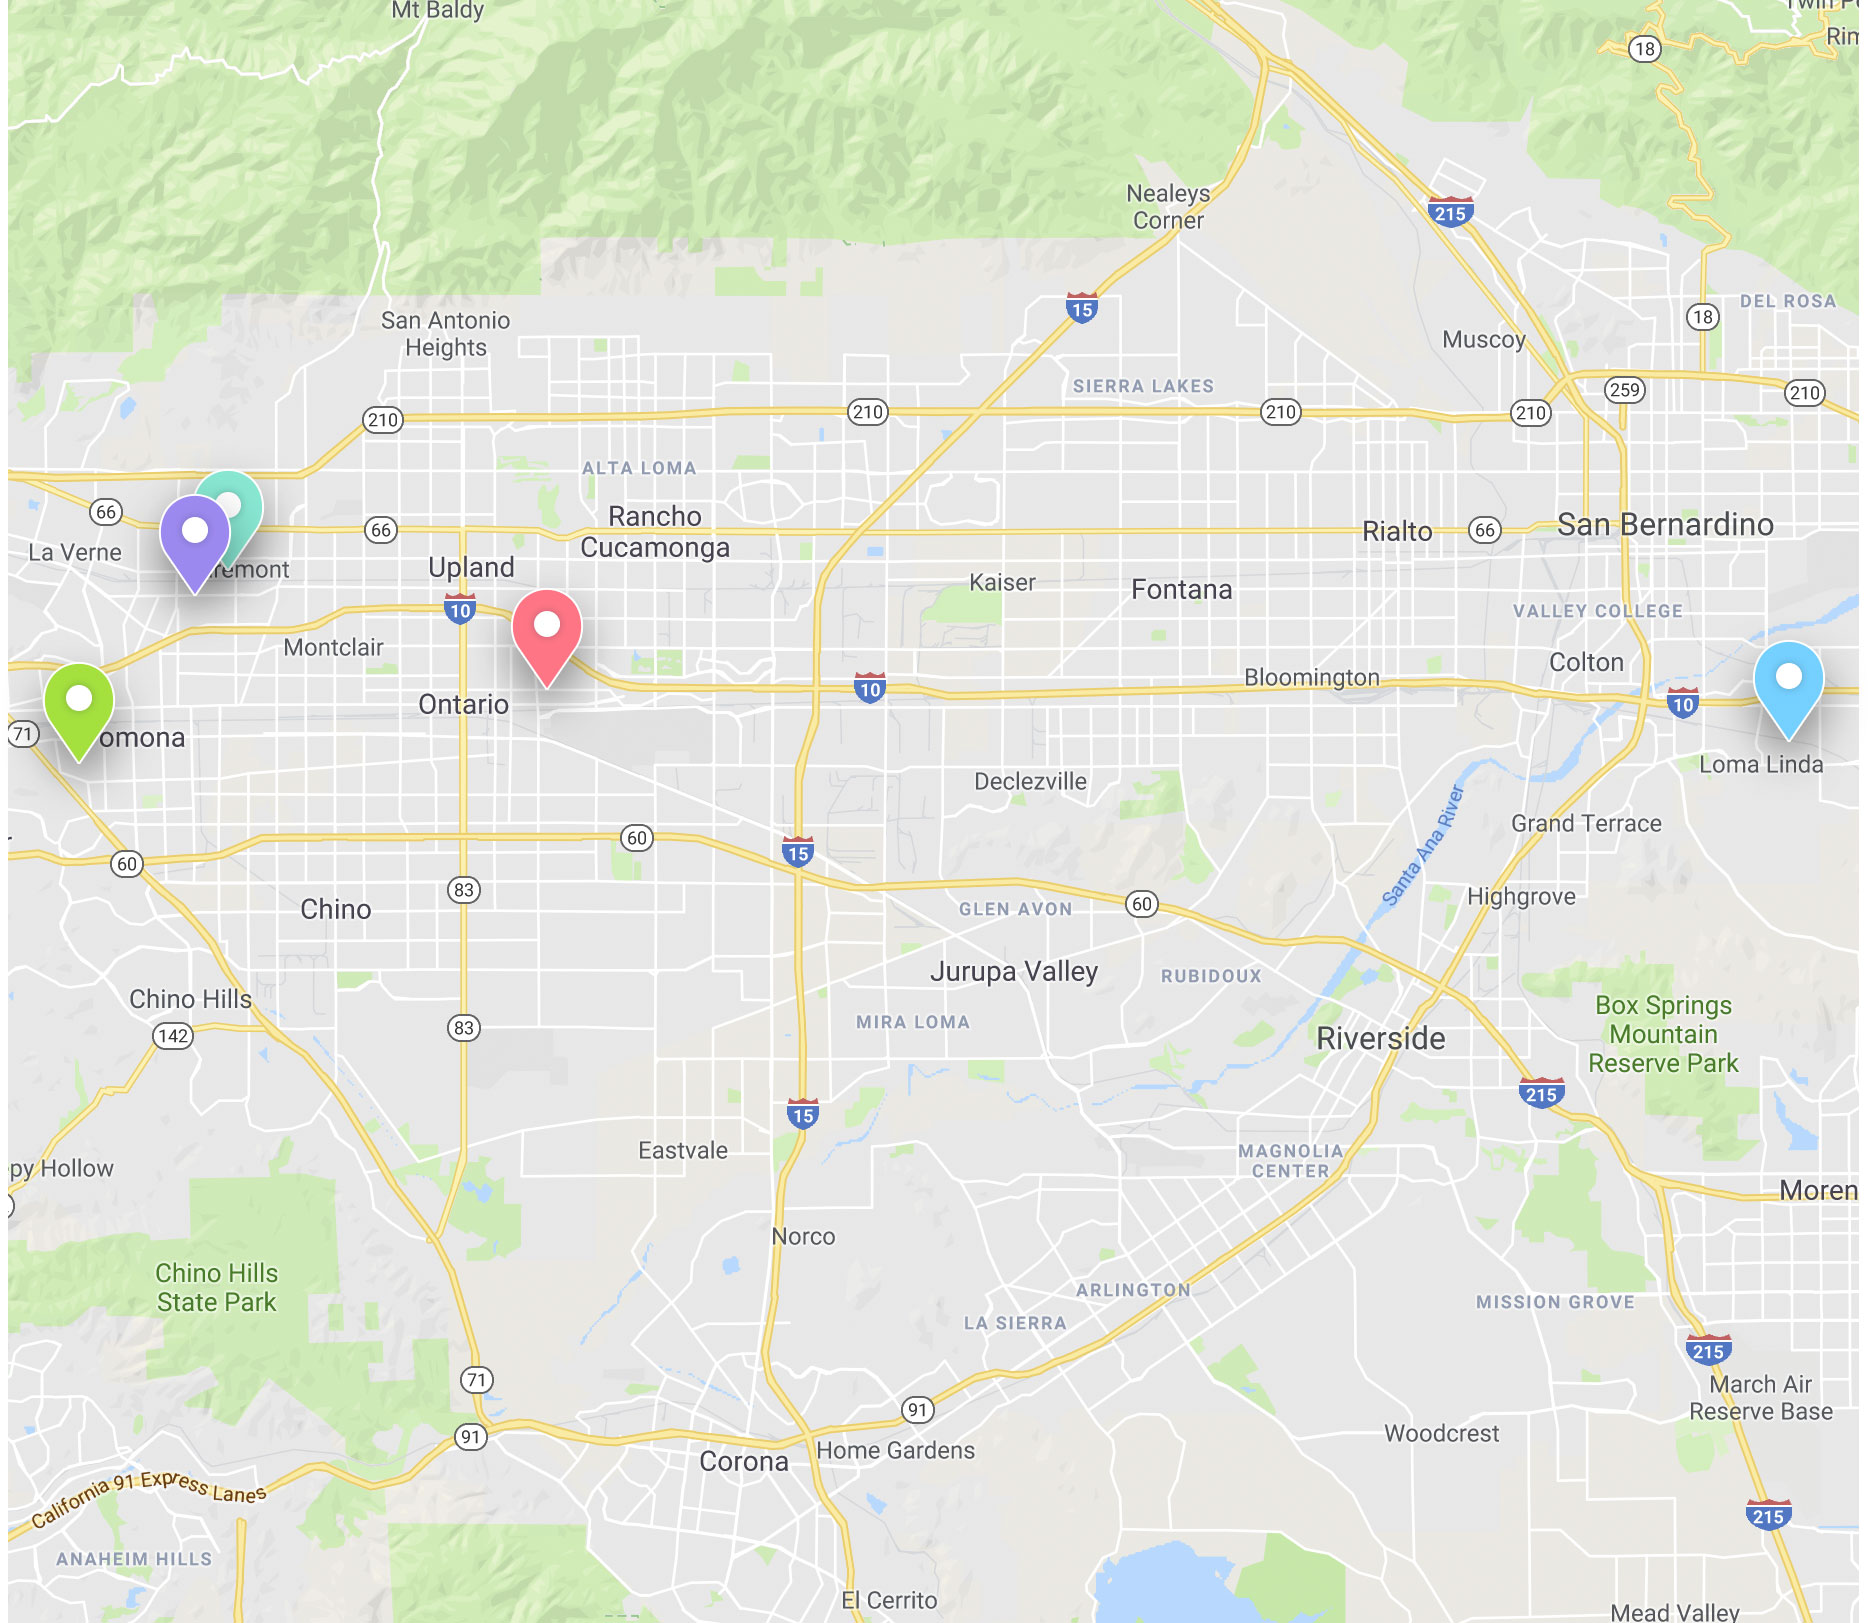 Mt Baldy
18
Nealeys
Corner
215
15
San Antonio
Heights
DEL ROSA
18
Muscoy
SIERRA LAKES
259
210
210
210
210
210
ALTA LOMA
66
Rancho
Cucamonga
66
Rialto
66
San Bernardino
La Verne
Upland
Kaiser
Fontana
10
VALLEY COLLEGE
Montclair
Colton
Bloomington
10
10
Ontario
71
Loma Linda
Declezville
Santa Ana River
Grand Terrace
60
15
60
83
Highgrove
Chino
GLEN AVON
60
Jurupa Valley
RUBIDOUX
Chino Hills
Box Springs
Mountain
Reserve Park
MIRA LOMA
142
83
Riverside
215
15
Eastvale
MAGNOLIA
CENTER
py Hollow
Moren
Norco
Chino Hills
State Park
ARLINGTON
MISSION GROVE
LA SIERRA
215
71
March Air
Reserve Base
91
91
Woodcrest
Home Gardens
Corona
California 91 Express Lanes
215
ANAHEIM HILLS
El Cerrito
Mead Valley